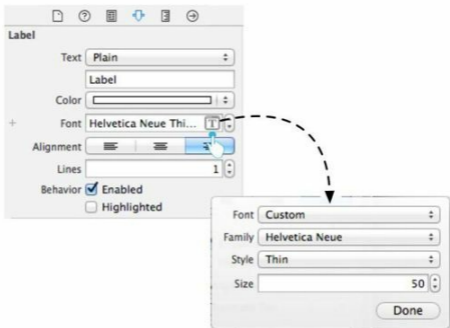 Label
Text Plain
Label
Color
Font Helvetica Neue Thi... T
Alignment
Lines 1
Behavior Enabled
Highlighted
Font Custom
Family Helvetica Neue
Style Thin
Size 50
Done